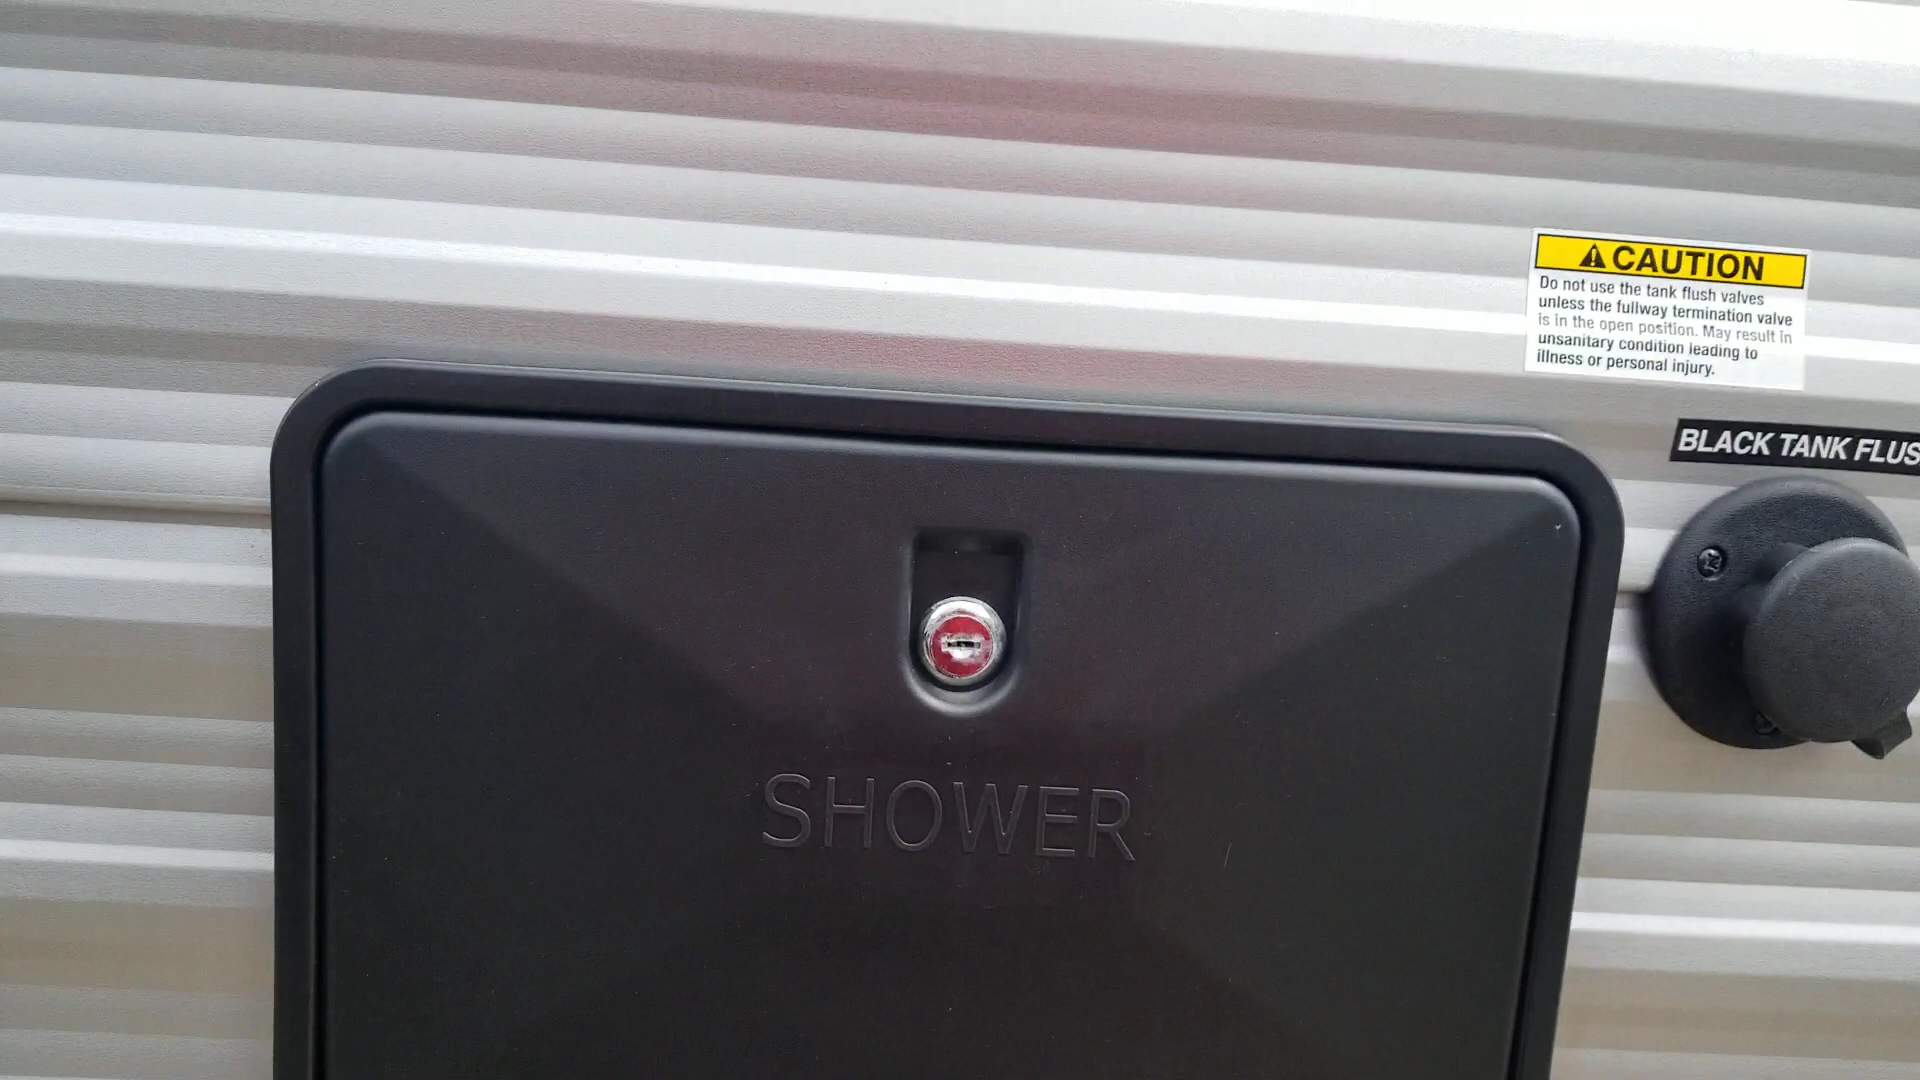 CAUTION
Do not use the tank flush valves
unless the fullway termination valve
is in the open position. May result in
unsanitary condition leading to
illness or personal injury.
BLACK TANK FLUS
SHOWER